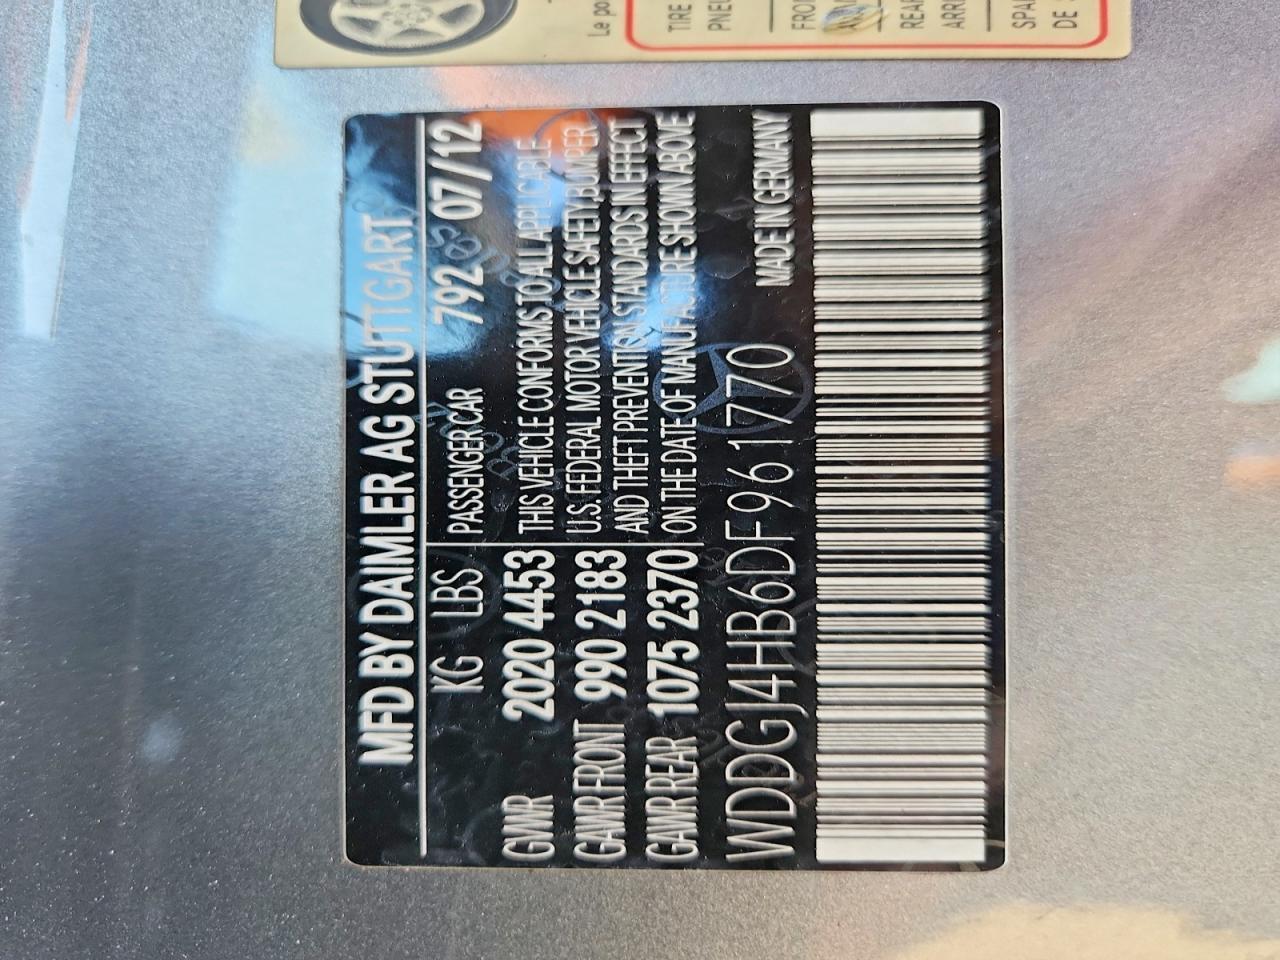 MFD BY DAIMLER AG STUTTGART
KG LBS PASSENGER CAR 792 07/12
GVWR 2020 4453 THIS VEHICLE CONFORMS TO ALL APPLICABLE
GAWR FRONT 990 2183 U.S. FEDERAL MOTOR VEHICLE SAFETY BUMPER
GAWR REAR 1075 2370 AND THEFT PREVENTION STANDARDS IN EFFECT
ON THE DATE OF MANUFACTURE SHOWN ABOVE
WDDGJ4HB6DF961770 MADE IN GERMANY
Le
TIRE